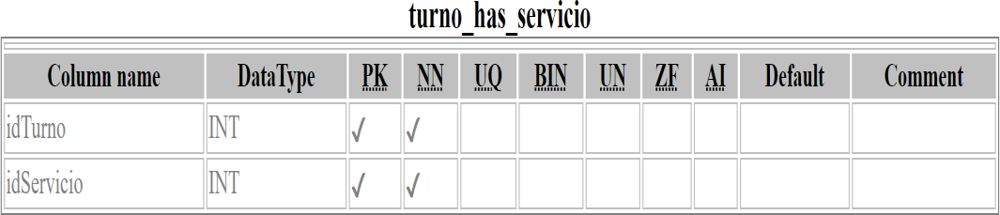 turno_has_servicio
Column name DataType PK NN UQ BIN UN ZF AI Default Comment
idTurno INT √ √
idServicio INT √ √